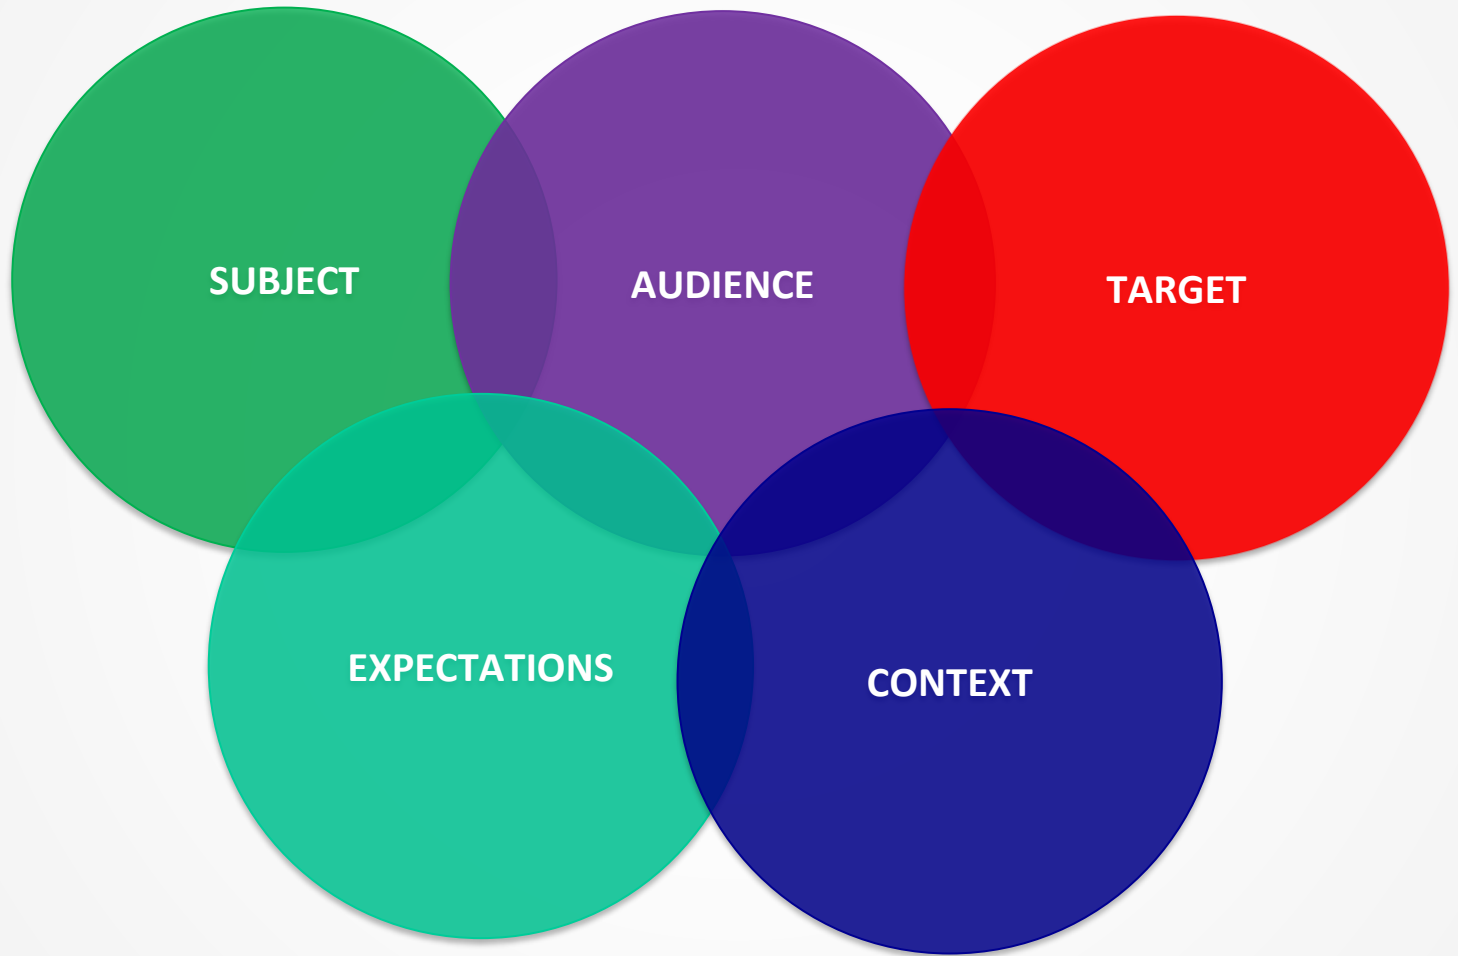 SUBJECT
AUDIENCE
TARGET
EXPECTATIONS
CONTEXT